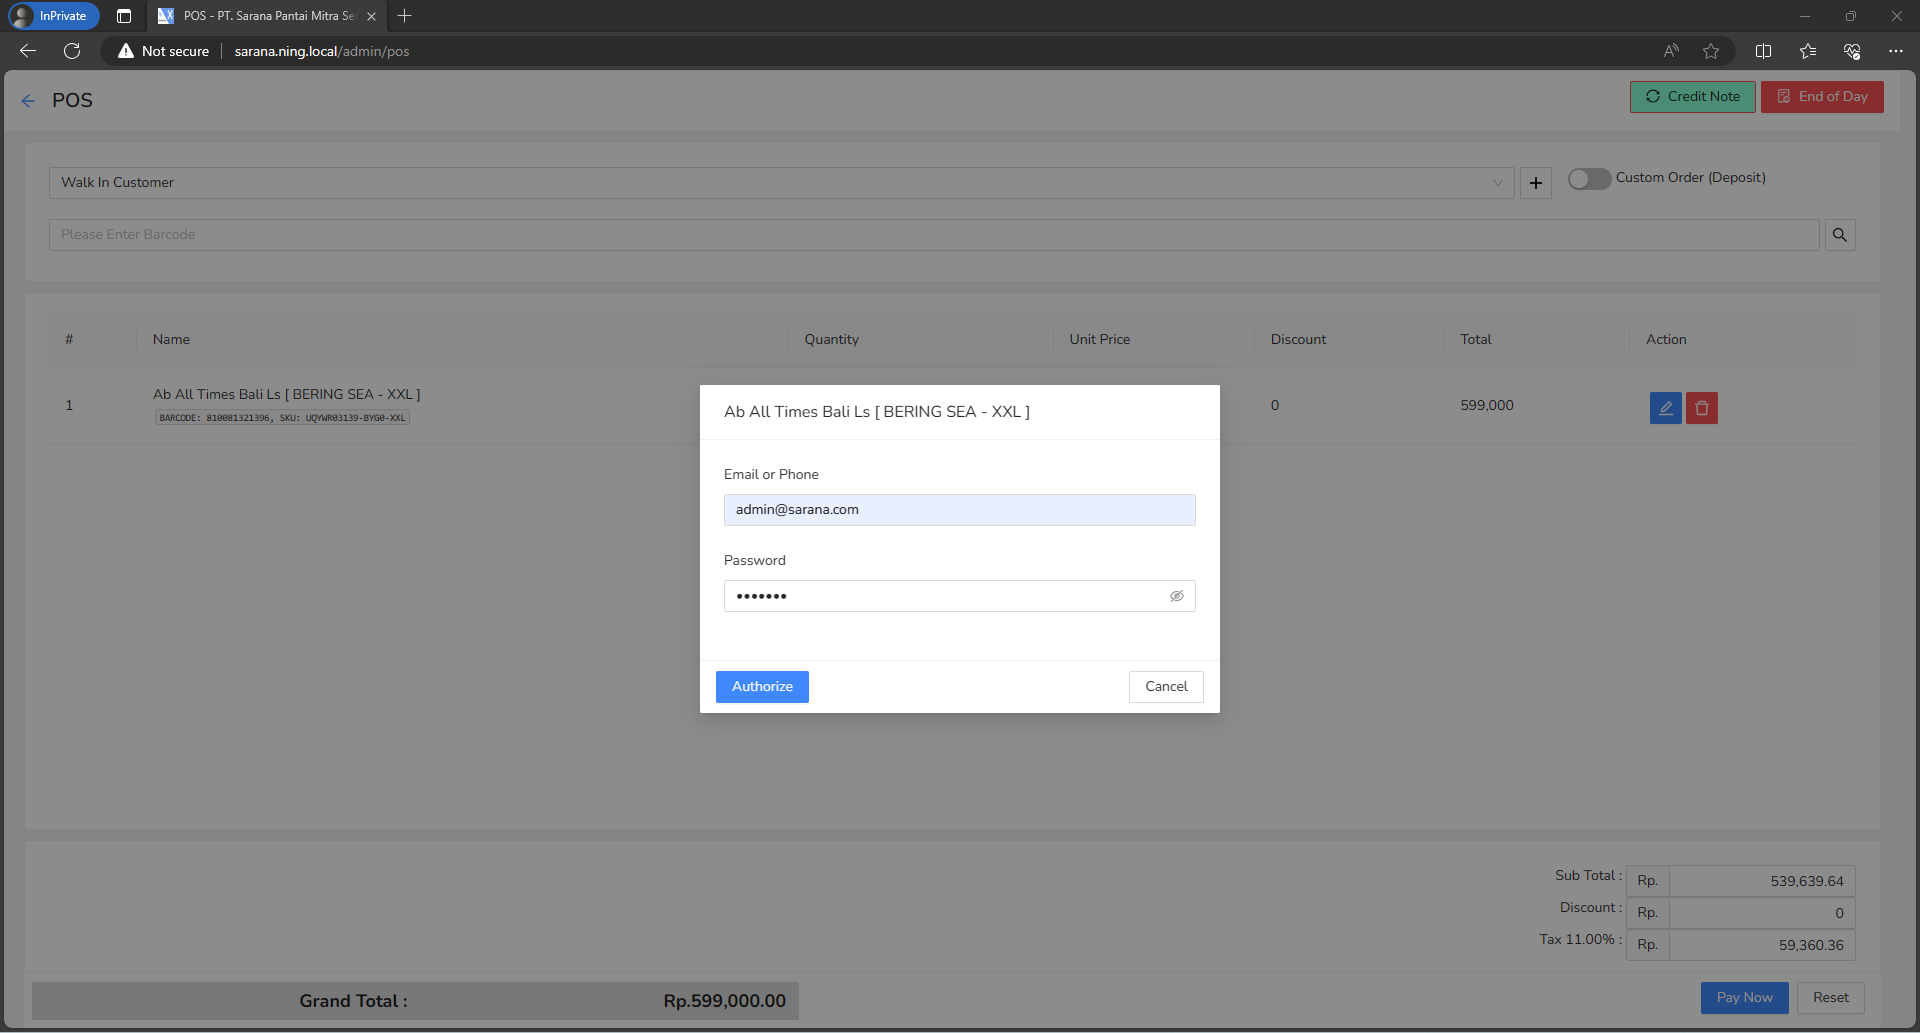 InPrivate
POS - PT. Sarana Pantai Mitra Se
Not secure
sarana.ning.local/admin/pos
POS
Credit Note
End of Day
Walk In Customer
Custom Order (Deposit)
Please Enter Barcode
# Name Quantity Unit Price Discount Total Action
1 Ab All Times Bali Ls [ BERING SEA - XXL ] 0 599,000
BARCODE: 810081321396, SKU: UQYWR03139-BYG0-XXL
Ab All Times Bali Ls [ BERING SEA - XXL ]
Email or Phone
admin@sarana.com
Password
•••••••
Authorize
Cancel
Sub Total : Rp. 539,639.64
Discount : Rp. 0
Tax 11.00% : Rp. 59,360.36
Grand Total : Rp.599,000.00
Pay Now
Reset